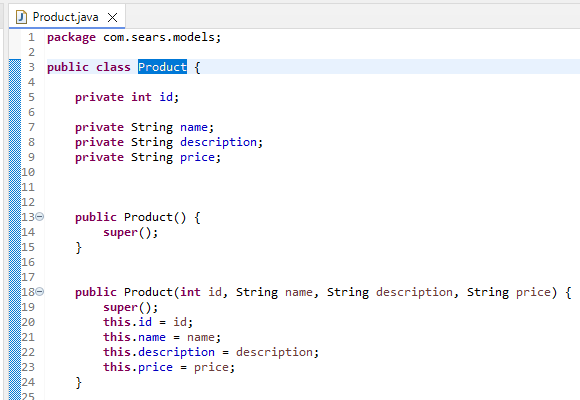 Product.java
1 package com.sears.models;
2
3 public class Product {
4
5     private int id;
6
7     private String name;
8     private String description;
9     private String price;
10
11
12
13     public Product() {
14         super();
15     }
16
17
18     public Product(int id, String name, String description, String price) {
19         super();
20         this.id = id;
21         this.name = name;
22         this.description = description;
23         this.price = price;
24     }
25